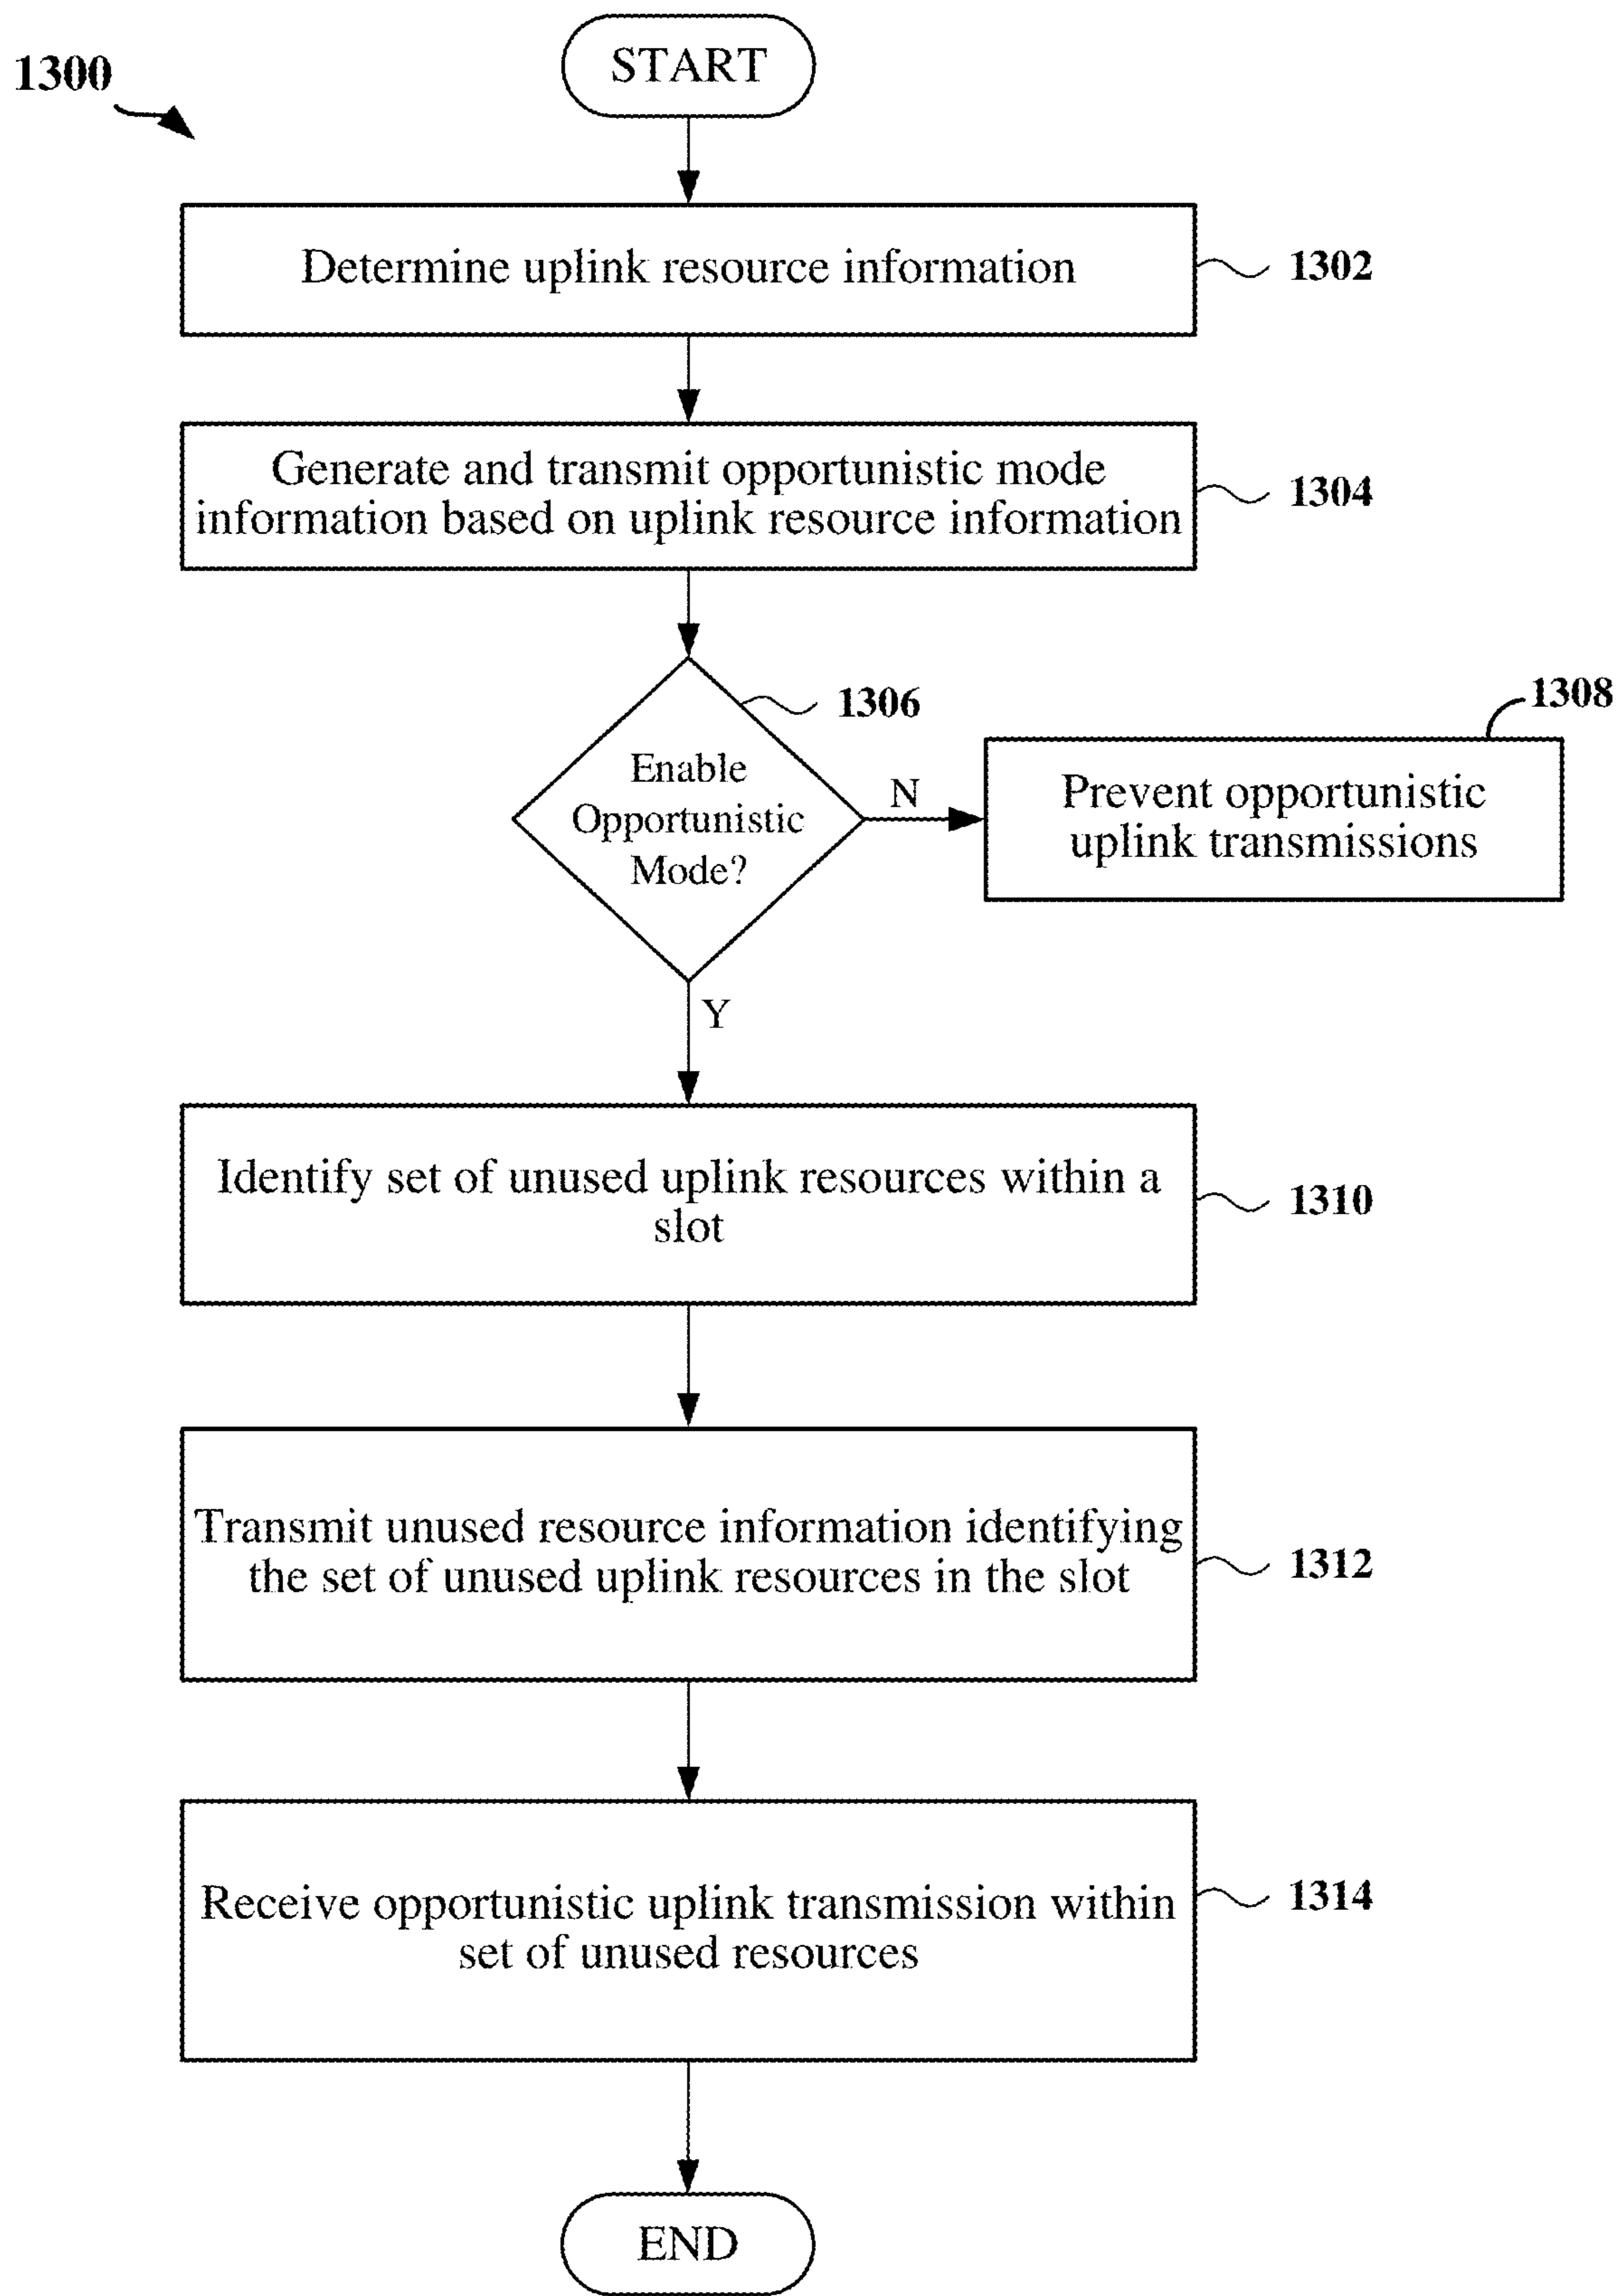 START
1300
Determine uplink resource information
1302
Generate and transmit opportunistic mode
information based on uplink resource information
1304
1306
1308
Enable
Opportunistic
Mode?
N
Prevent opportunistic
uplink transmissions
Y
Identify set of unused uplink resources within a
slot
1310
Transmit unused resource information identifying
the set of unused uplink resources in the slot
1312
Receive opportunistic uplink transmission within
set of unused resources
1314
END